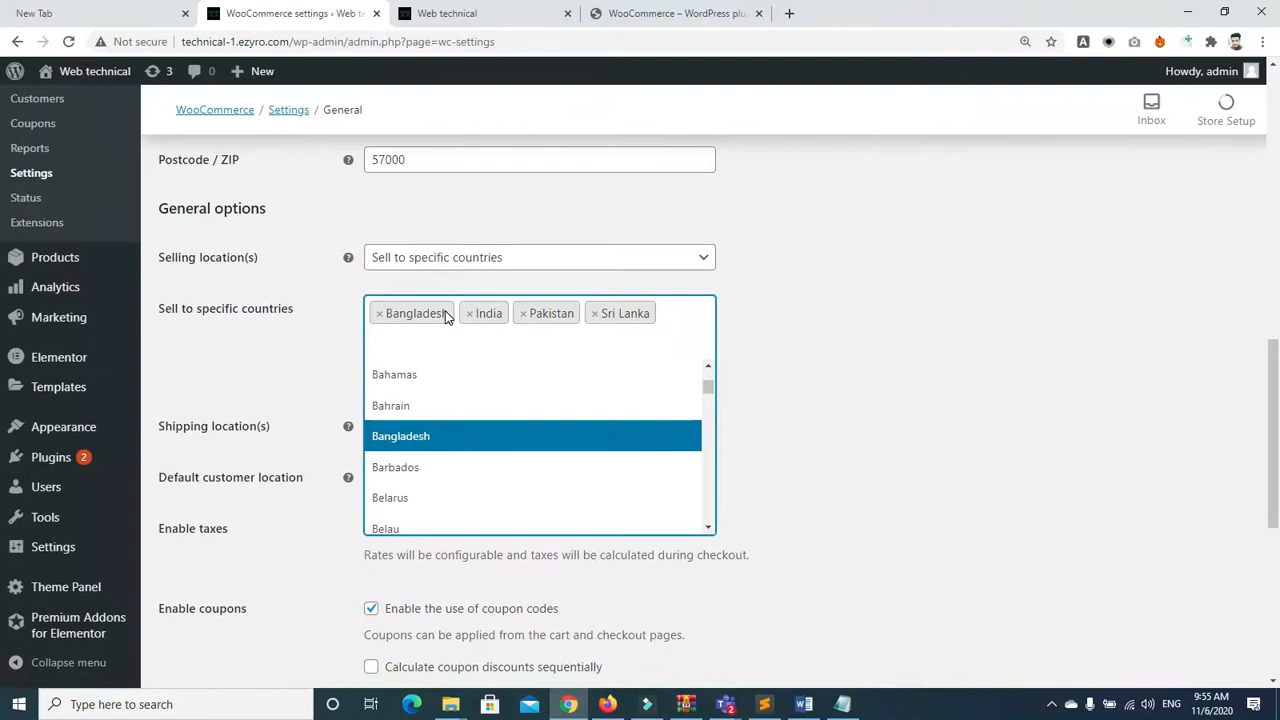 New Tab
WooCommerce settings ‹ Web te
Web technical
WooCommerce – WordPress plu
Not secure
technical-1.ezyro.com/wp-admin/admin.php?page=wc-settings
Web technical
3
0
New
Howdy, admin
Customers
Coupons
Reports
Settings
Status
Extensions
Products
Analytics
Marketing
Elementor
Templates
Appearance
Plugins 2
Users
Tools
Settings
Theme Panel
Premium Addons
for Elementor
Collapse menu
WooCommerce / Settings / General
Inbox
Store Setup
Postcode / ZIP
57000
General options
Selling location(s)
Sell to specific countries
Sell to specific countries
× Bangladesh × India × Pakistan × Sri Lanka
Bahamas
Bahrain
Bangladesh
Barbados
Belarus
Belau
Shipping location(s)
Default customer location
Enable taxes
Rates will be configurable and taxes will be calculated during checkout.
Enable coupons
Enable the use of coupon codes
Coupons can be applied from the cart and checkout pages.
Calculate coupon discounts sequentially
Type here to search
ENG
9:55 AM
11/6/2020